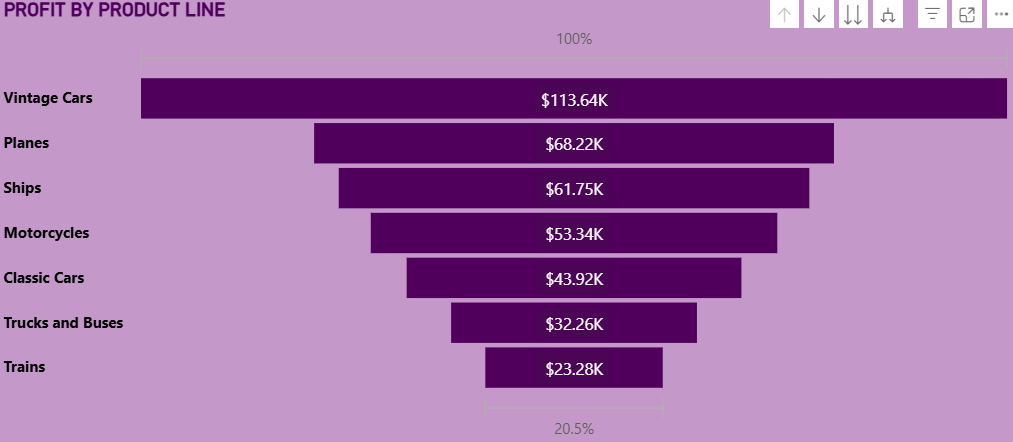 PROFIT BY PRODUCT LINE
100%
Vintage Cars $113.64K
Planes $68.22K
Ships $61.75K
Motorcycles $53.34K
Classic Cars $43.92K
Trucks and Buses $32.26K
Trains $23.28K
20.5%